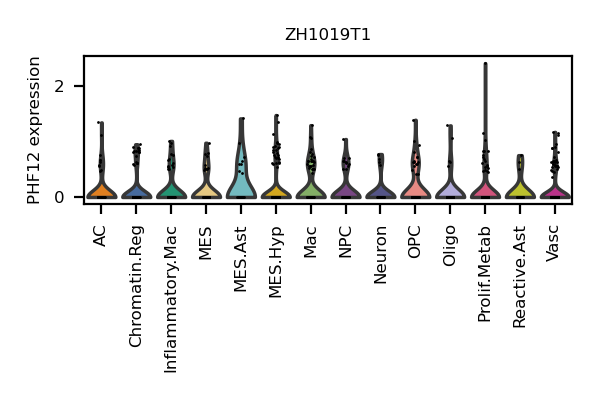 ZH1019T1
PHF12 expression
2
0
AC
Chromatin.Reg
Inflammatory.Mac
MES
MES.Ast
MES.Hyp
Mac
NPC
Neuron
OPC
Oligo
Prolif.Metab
Reactive.Ast
Vasc